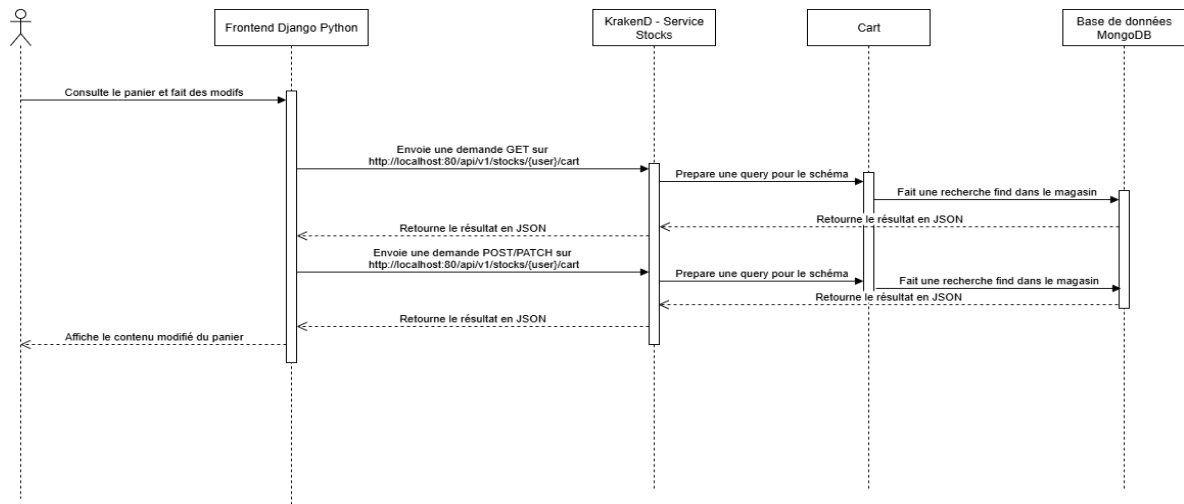 Frontend Django Python
KrakenD - Service
Stocks
Cart
Base de données
MongoDB
Consulte le panier et fait des modifs
Envoie une demande GET sur
http://localhost:80/api/v1/stocks/{user}/cart
Prepare une query pour le schéma
Fait une recherche find dans le magasin
Retourne le résultat en JSON
Retourne le résultat en JSON
Envoie une demande POST/PATCH sur
http://localhost:80/api/v1/stocks/{user}/cart
Prepare une query pour le schéma
Fait une recherche find dans le magasin
Retourne le résultat en JSON
Retourne le résultat en JSON
Affiche le contenu modifié du panier